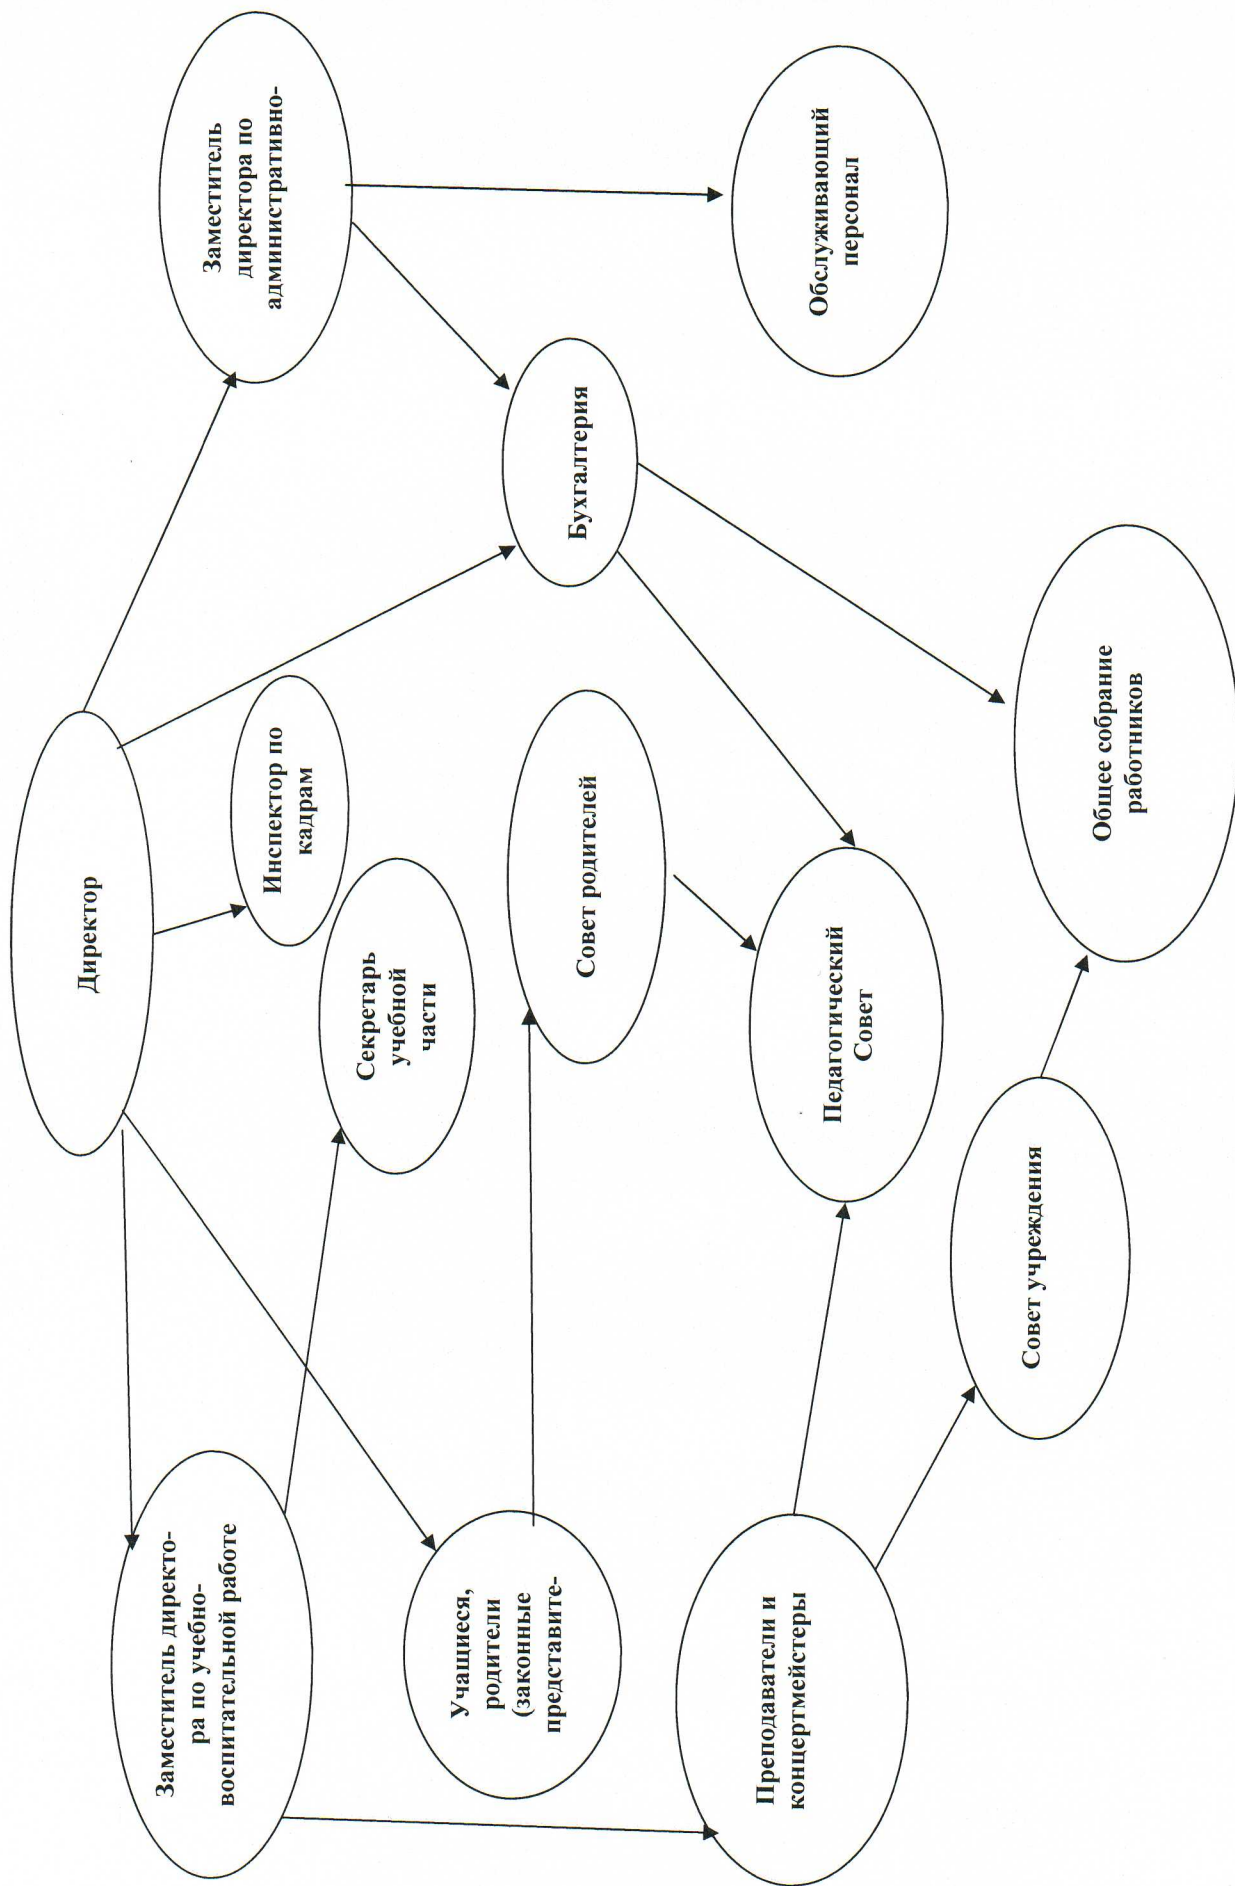 Директор
Заместитель директо-
ра по учебно-
воспитательной работе
Заместитель
директора по
административно-
Инспектор по
кадрам
Секретарь
учебной
части
Учащиеся,
родители
(законные
представите-
Совет родителей
Бухгалтерия
Преподаватели и
концертмейстеры
Педагогический
Совет
Обслуживающий
персонал
Совет учреждения
Общее собрание
работников